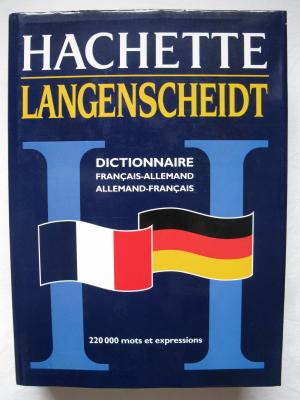 HACHETTE
LANGENSCHEIDT
DICTIONNAIRE
FRANÇAIS-ALLEMAND
ALLEMAND-FRANÇAIS
220 000 mots et expressions